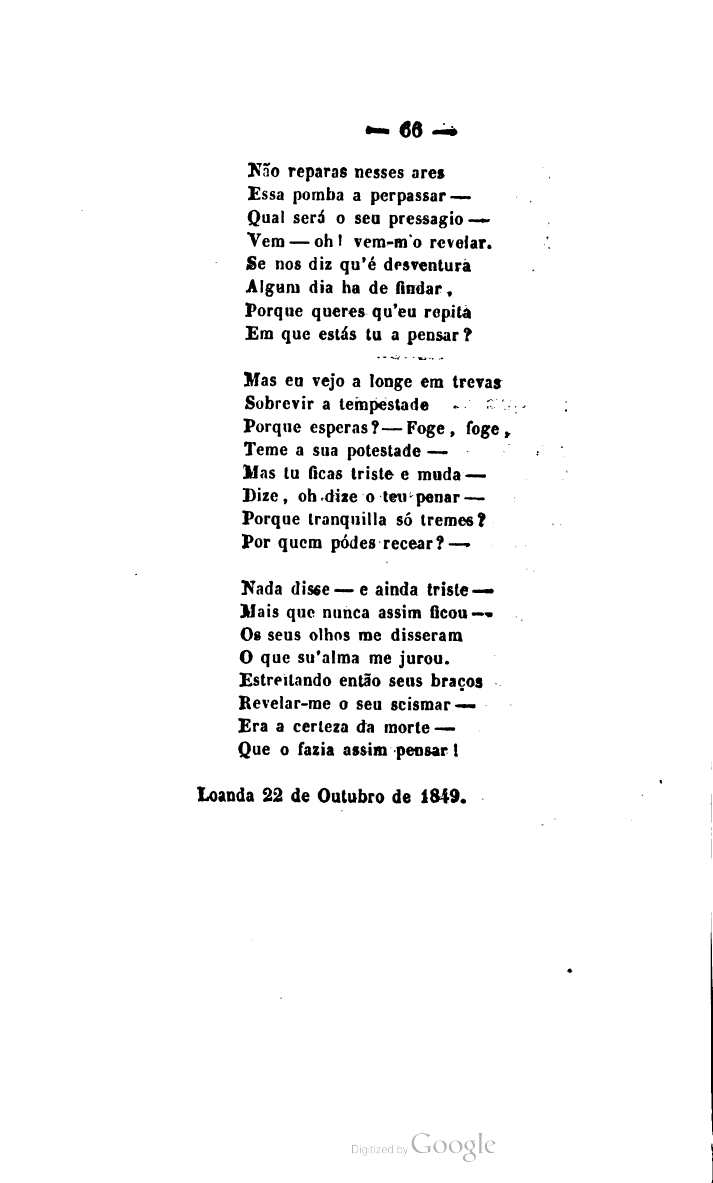 — 66 —
Não reparas nesses ares
Essa pomba a perpassar —
Qual será o seu pressagio —
Vem — oh! vem-m'o revelar.
Se nos diz qu'é desventura
Algum dia ha de findar,
Porque queres qu'eu repita
Em que estás tu a pensar?
Mas eu vejo a longe em trevas
Sobrevir a tempestade
Porque esperas? — Foge, foge,
Teme a sua potestade —
Mas tu ficas triste e muda —
Dize, oh dize o teu penar —
Porque tranquilla só tremes?
Por quem pódes recear? —
Nada disse — e ainda triste —
Mais que nunca assim ficou —
Os seus olhos me disseram
O que su'alma me jurou.
Estreitando então seus braços
Revelar-me o seu scismar —
Era a certeza da morte —
Que o fazia assim pensar!
Loanda 22 de Outubro de 1849.
Digitized by Google